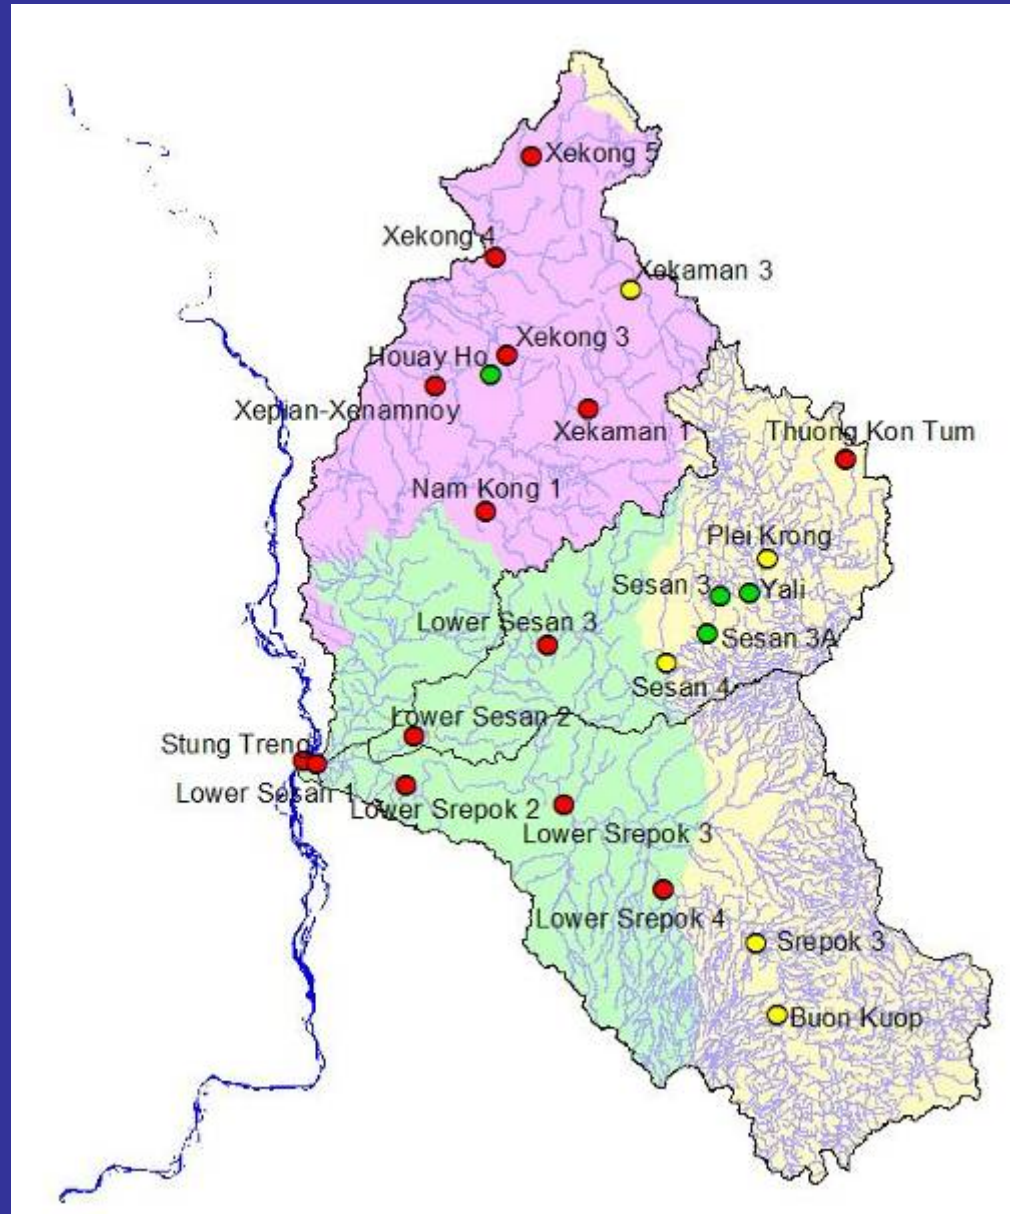 Xekong 5
Xekong 4
Xekaman 3
Xekong 3
Houay Ho
Xepian-Xenamnoy
Xekaman 1
Thuong Kon Tum
Nam Kong 1
Plei Krong
Sesan 3
Yali
Lower Sesan 3
Sesan 3A
Sesan 4
Lower Sesan 2
Stung Treng
Lower Sesan 1
Lower Srepok 2
Lower Srepok 3
Lower Srepok 4
Srepok 3
Buon Kuop